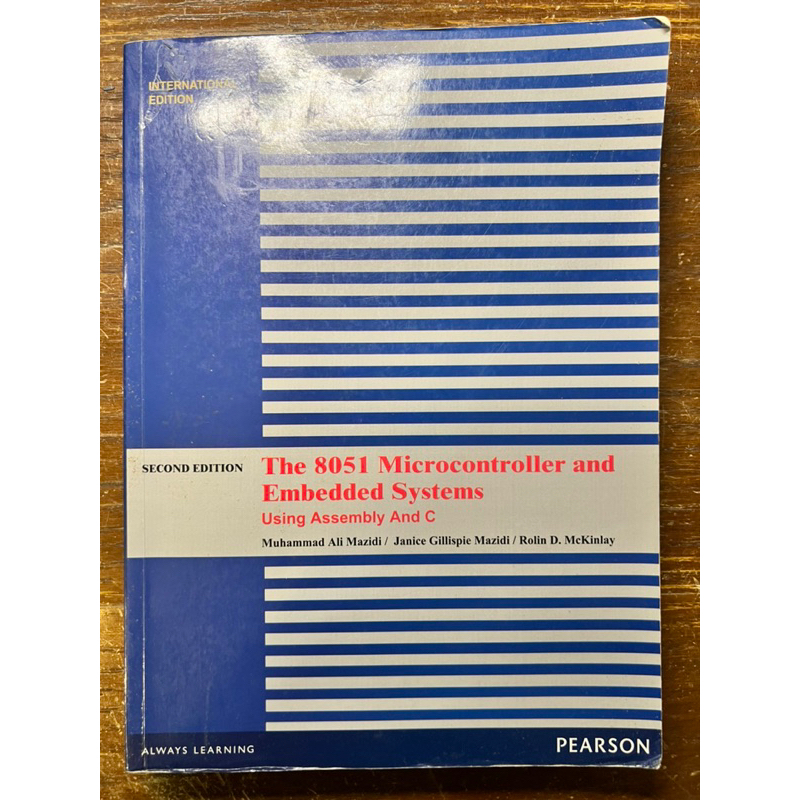 INTERNATIONAL
EDITION
SECOND EDITION
The 8051 Microcontroller and
Embedded Systems
Using Assembly And C
Muhammad Ali Mazidi / Janice Gillispie Mazidi / Rolin D. McKinlay
ALWAYS LEARNING
PEARSON